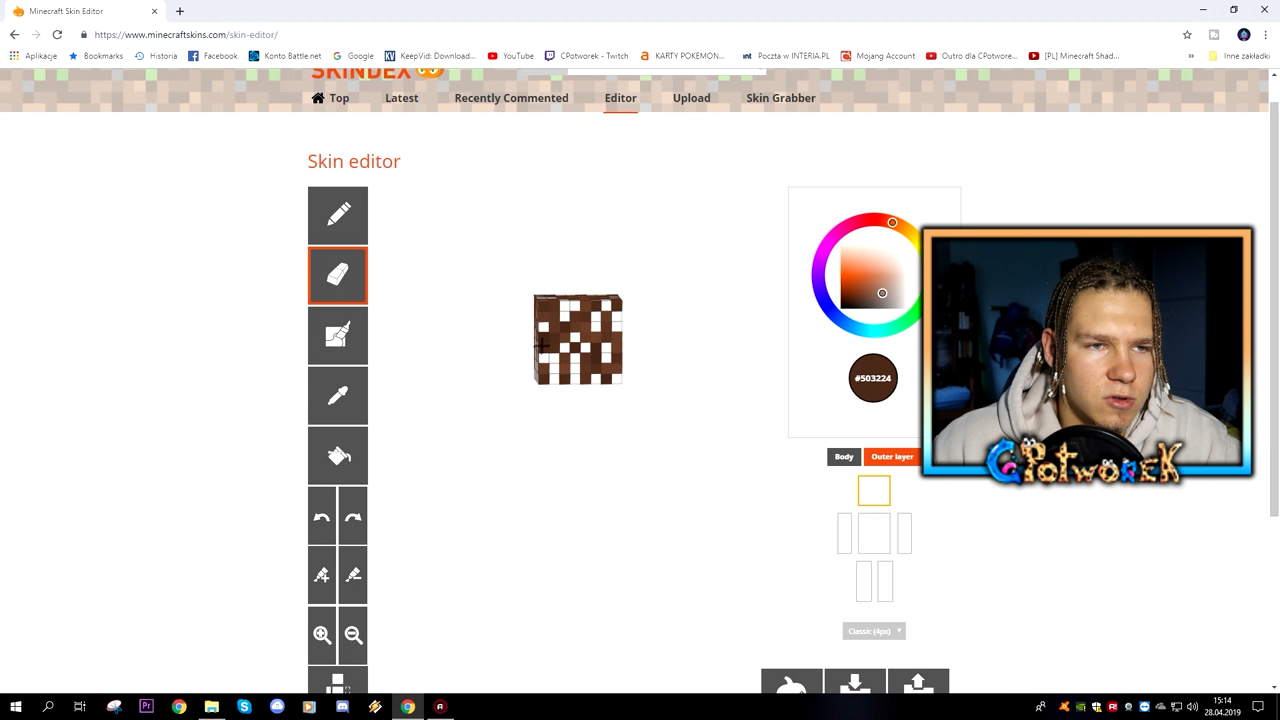 Minecraft Skin Editor
https://www.minecraftskins.com/skin-editor/
Aplikacje
Bookmarks
Historia
Facebook
Konto Battle.net
Google
KeepVid: Download...
YouTube
CPotworek - Twitch
KARTY POKEMON...
Poczta w INTERIA.PL
Mojang Account
Outro dla CPotwore...
[PL] Minecraft Shad...
Inne zakładki
SKINDEX
Top
Latest
Recently Commented
Editor
Upload
Skin Grabber
Skin editor
#503224
Body
Outer layer
Classic (4px)
CPotworek
15:14
28.04.2019